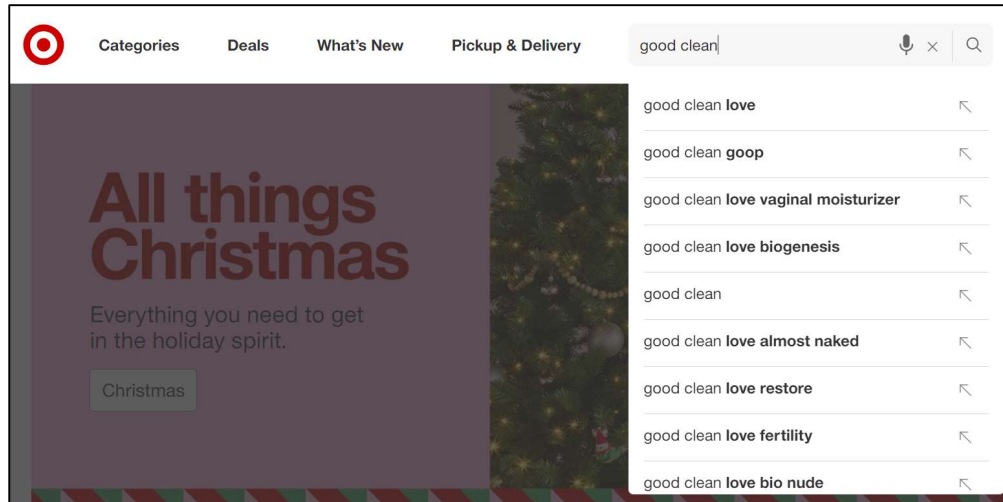 Categories Deals What's New Pickup & Delivery good clean
good clean love
good clean goop
good clean love vaginal moisturizer
good clean love biogenesis
good clean
good clean love almost naked
good clean love restore
good clean love fertility
good clean love bio nude
All things
Christmas
Everything you need to get
in the holiday spirit.
Christmas